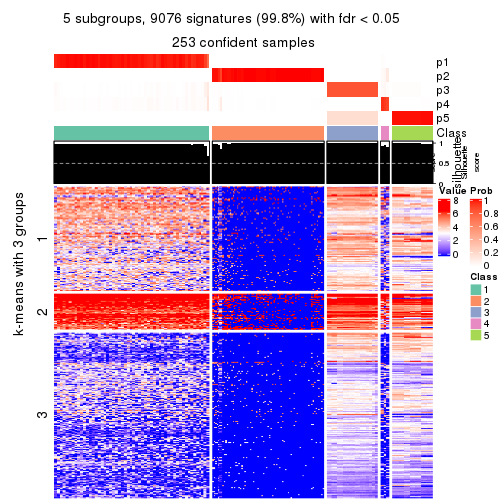 5 subgroups, 9076 signatures (99.8%) with fdr < 0.05
253 confident samples
p1
p2
p3
p4
p5
Class
1
0.5
0
silhouette
Silhouette
score
k-means with 3 groups
1
2
3
Value
8
6
4
2
0
Prob
1
0.8
0.6
0.4
0.2
0
Class
1
2
3
4
5